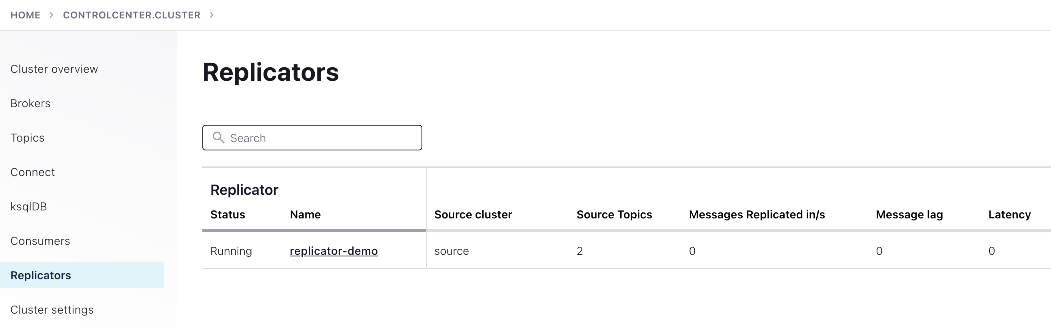 HOME > CONTROLCENTER.CLUSTER >
Cluster overview
Brokers
Topics
Connect
ksqlDB
Consumers
Replicators
Cluster settings
Replicators
Search
Replicator
Status Name Source cluster Source Topics Messages Replicated in/s Message lag Latency
Running replicator-demo source 2 0 0 0